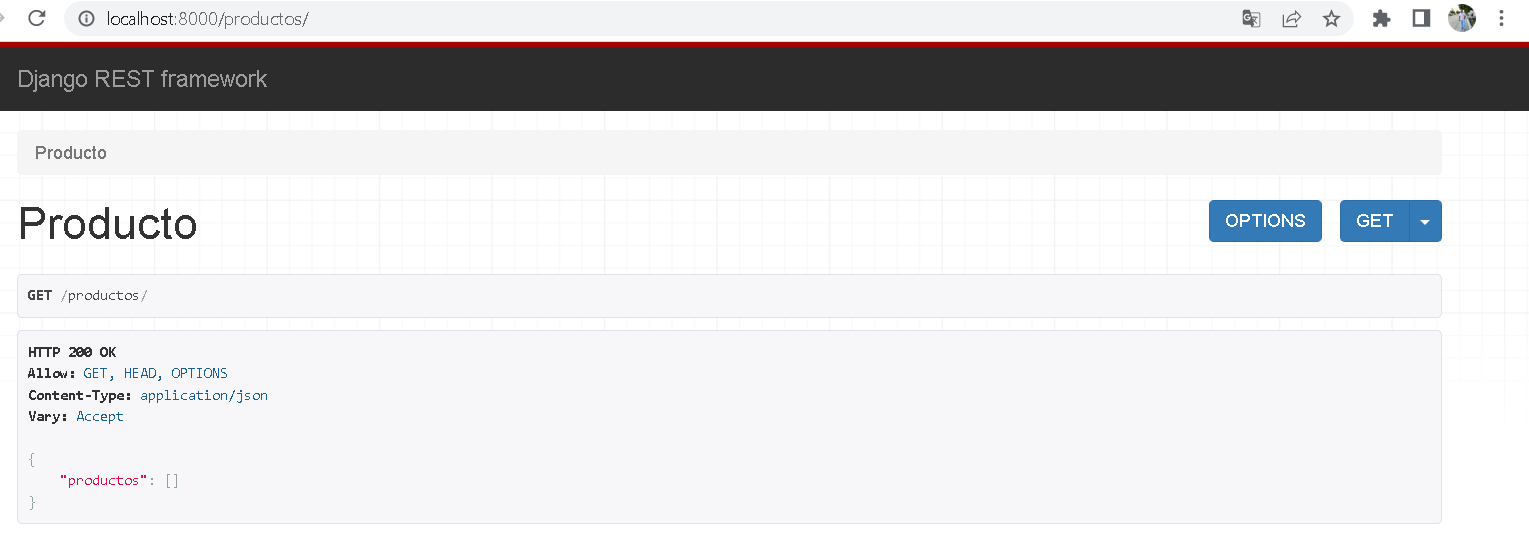 localhost:8000/productos/
Django REST framework
Producto
Producto
OPTIONS
GET
GET /productos/
HTTP 200 OK
Allow: GET, HEAD, OPTIONS
Content-Type: application/json
Vary: Accept
{
"productos": []
}